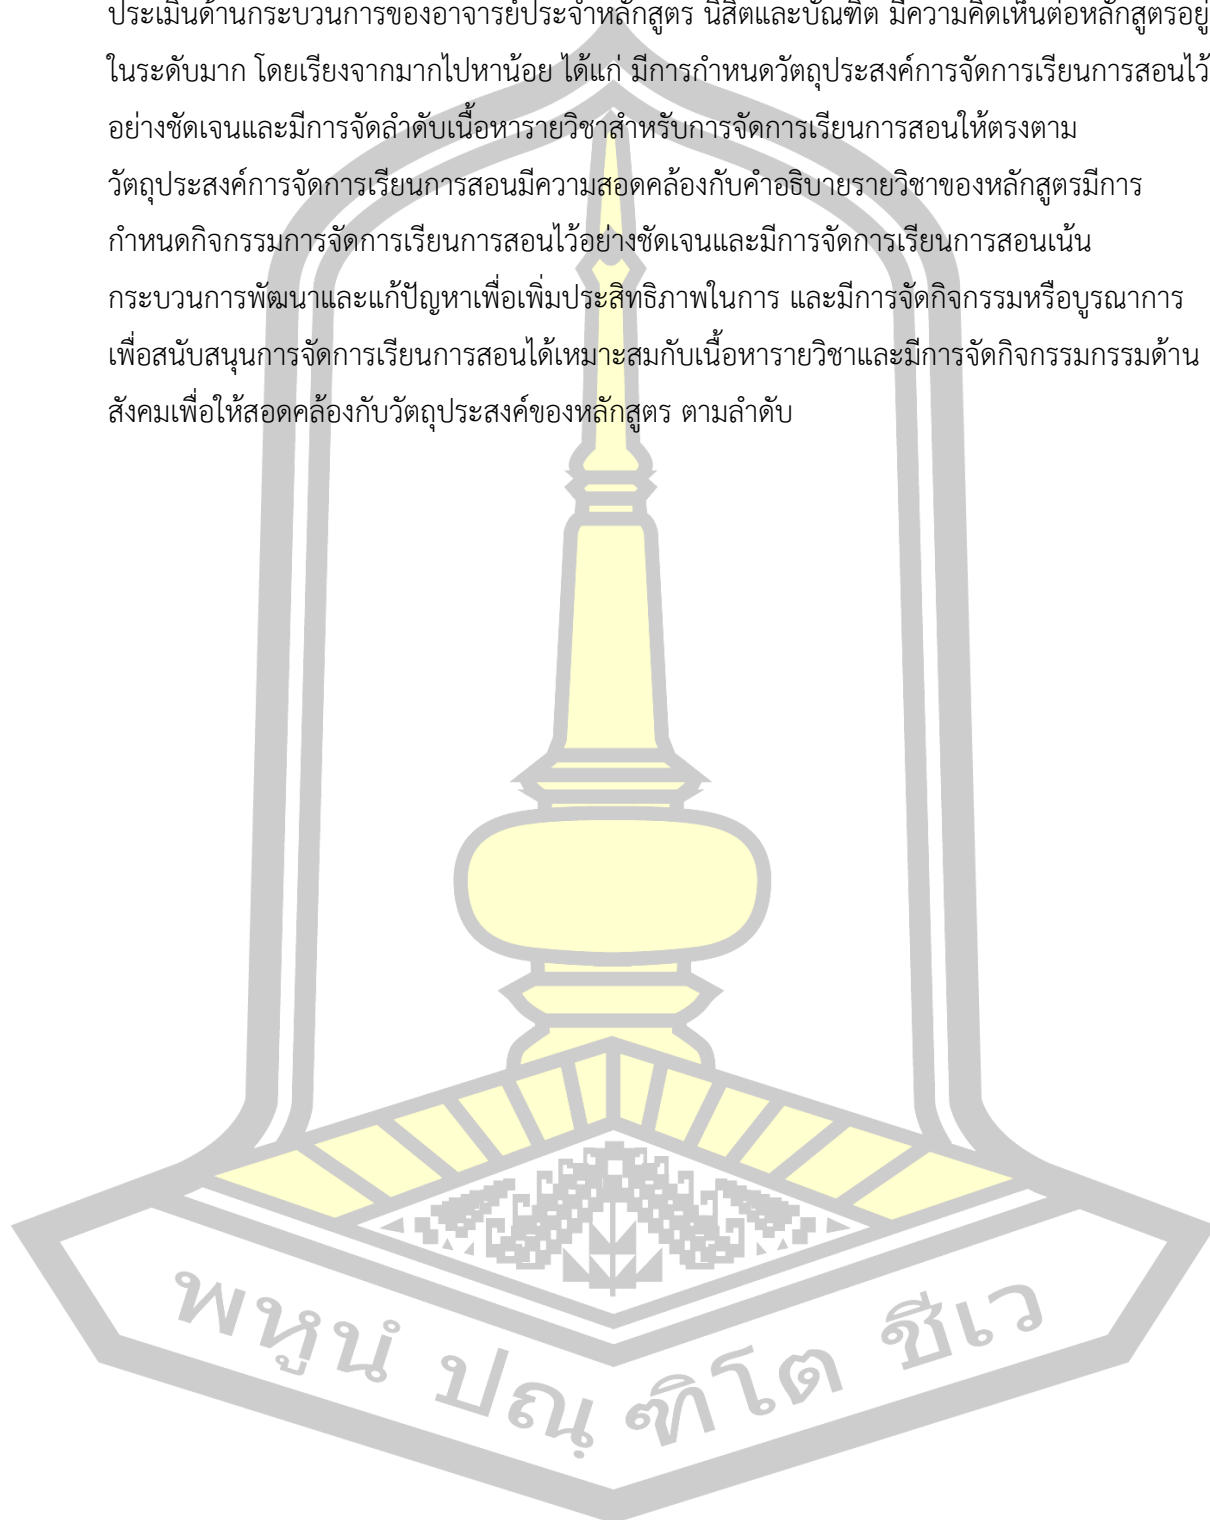 ประเมินด้านกระบวนการของอาจารย์ประจำหลักสูตร นิสิตและบัณฑิต มีความคิดเห็นต่อหลักสูตรอยู่
ในระดับมาก โดยเรียงจากมากไปหาน้อย ได้แก่ มีการกำหนดวัตถุประสงค์การจัดการเรียนการสอนไว้
อย่างชัดเจนและมีการจัดลำดับเนื้อหารายวิชาสำหรับการจัดการเรียนการสอนให้ตรงตาม
วัตถุประสงค์การจัดการเรียนการสอนมีความสอดคล้องกับคำอธิบายรายวิชาของหลักสูตรมีการ
กำหนดกิจกรรมการจัดการเรียนการสอนไว้อย่างชัดเจนและมีการจัดการเรียนการสอนเน้น
กระบวนการพัฒนาและแก้ปัญหาเพื่อเพิ่มประสิทธิภาพในการ และมีการจัดกิจกรรมหรือบูรณาการ
เพื่อสนับสนุนการจัดการเรียนการสอนได้เหมาะสมกับเนื้อหารายวิชาและมีการจัดกิจกรรมกรรมด้าน
สังคมเพื่อให้สอดคล้องกับวัตถุประสงค์ของหลักสูตร ตามลำดับ
พหูนํ ปณฺฑิโต ชีเว